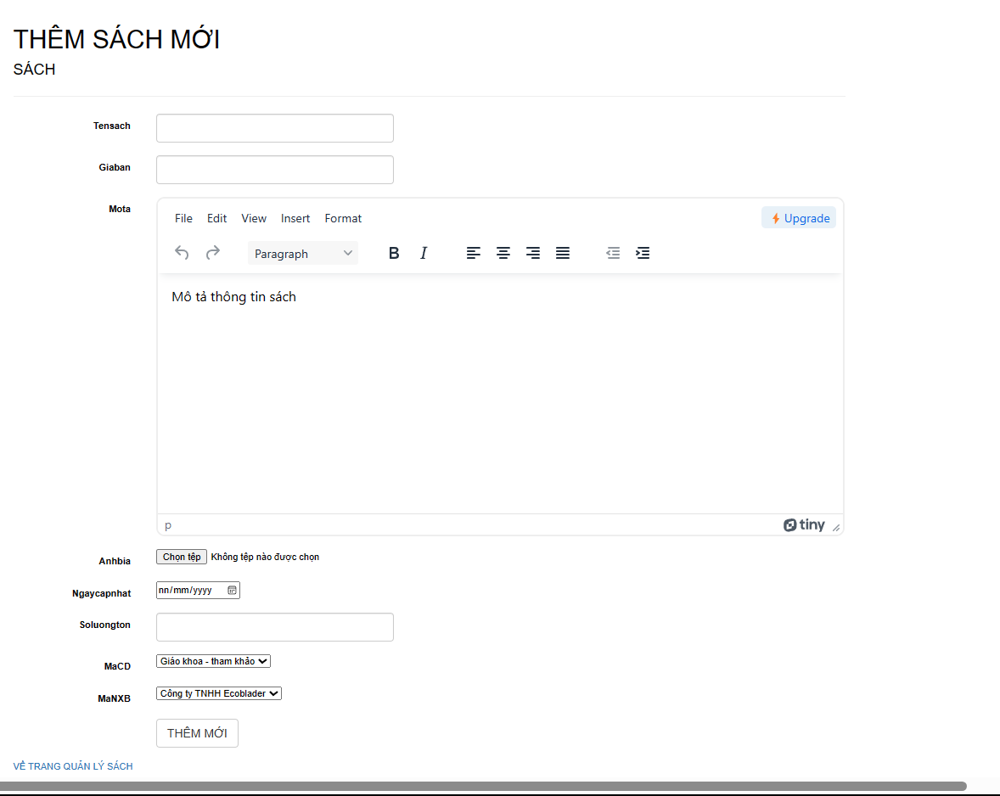 THÊM SÁCH MỚI
SÁCH
Tensach
Giaban
Mota
File Edit View Insert Format Upgrade
Paragraph B I
Mô tả thông tin sách
p tiny
Anhbia Chọn tệp Không tệp nào được chọn
Ngaycapnhat nn/mm/yyyy
Soluongton
MaCD Giáo khoa - tham khảo
MaNXB Công ty TNHH Ecoblader
THÊM MỚI
VỀ TRANG QUẢN LÝ SÁCH